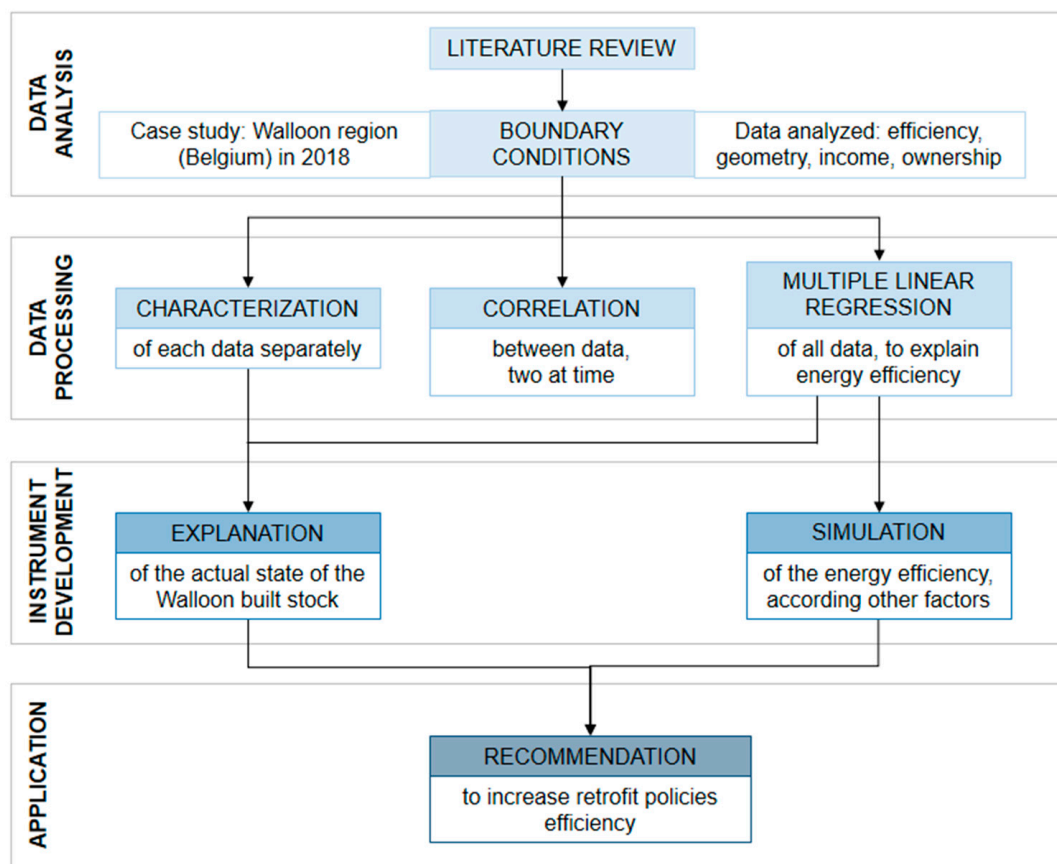 DATA
ANALYSIS
LITERATURE REVIEW
Case study: Walloon region
(Belgium) in 2018
BOUNDARY
CONDITIONS
Data analyzed: efficiency,
geometry, income, ownership
DATA
PROCESSING
CHARACTERIZATION
of each data separately
CORRELATION
between data,
two at time
MULTIPLE LINEAR
REGRESSION
of all data, to explain
energy efficiency
INSTRUMENT
DEVELOPMENT
EXPLANATION
of the actual state of the
Walloon built stock
SIMULATION
of the energy efficiency,
according other factors
APPLICATION
RECOMMENDATION
to increase retrofit policies
efficiency